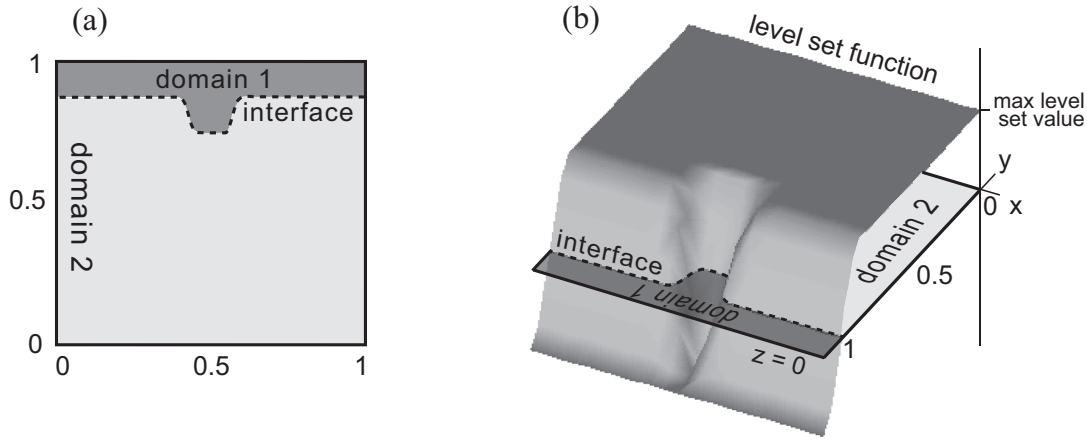 (a)
1
0.5
0
domain 1
interface
domain 2
0
0.5
1
(b)
level set function
max level
set value
y
x
0
domain 2
0.5
interface
domain 1
z = 0
1